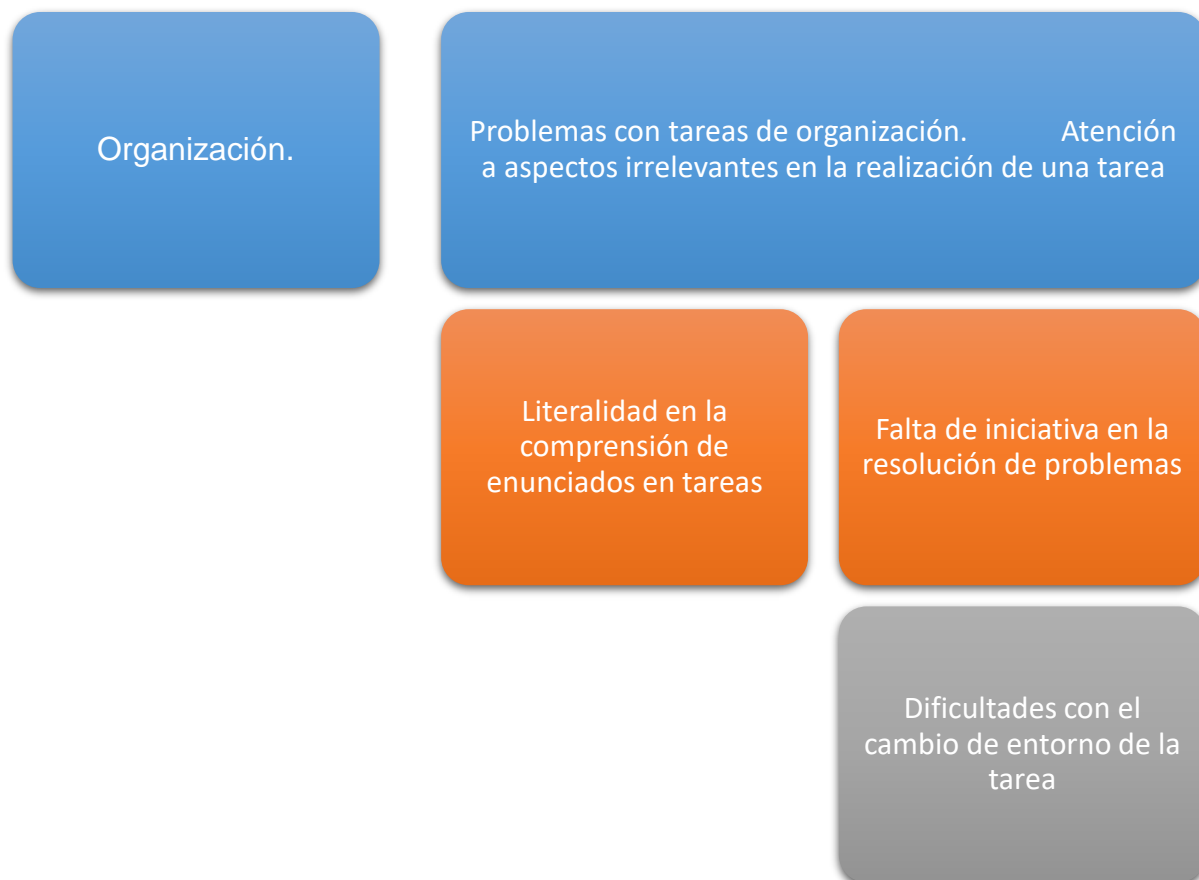 Organización.
Problemas con tareas de organización. Atención
a aspectos irrelevantes en la realización de una tarea
Literalidad en la
comprensión de
enunciados en tareas
Falta de iniciativa en la
resolución de problemas
Dificultades con el
cambio de entorno de la
tarea